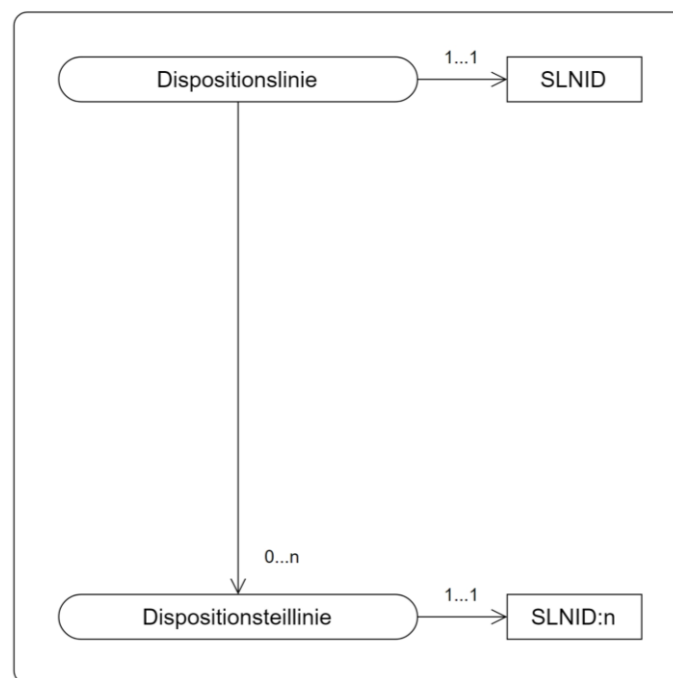 Dispositionslinie
1...1
SLNID
0...n
Dispositionsteillinie
1...1
SLNID:n